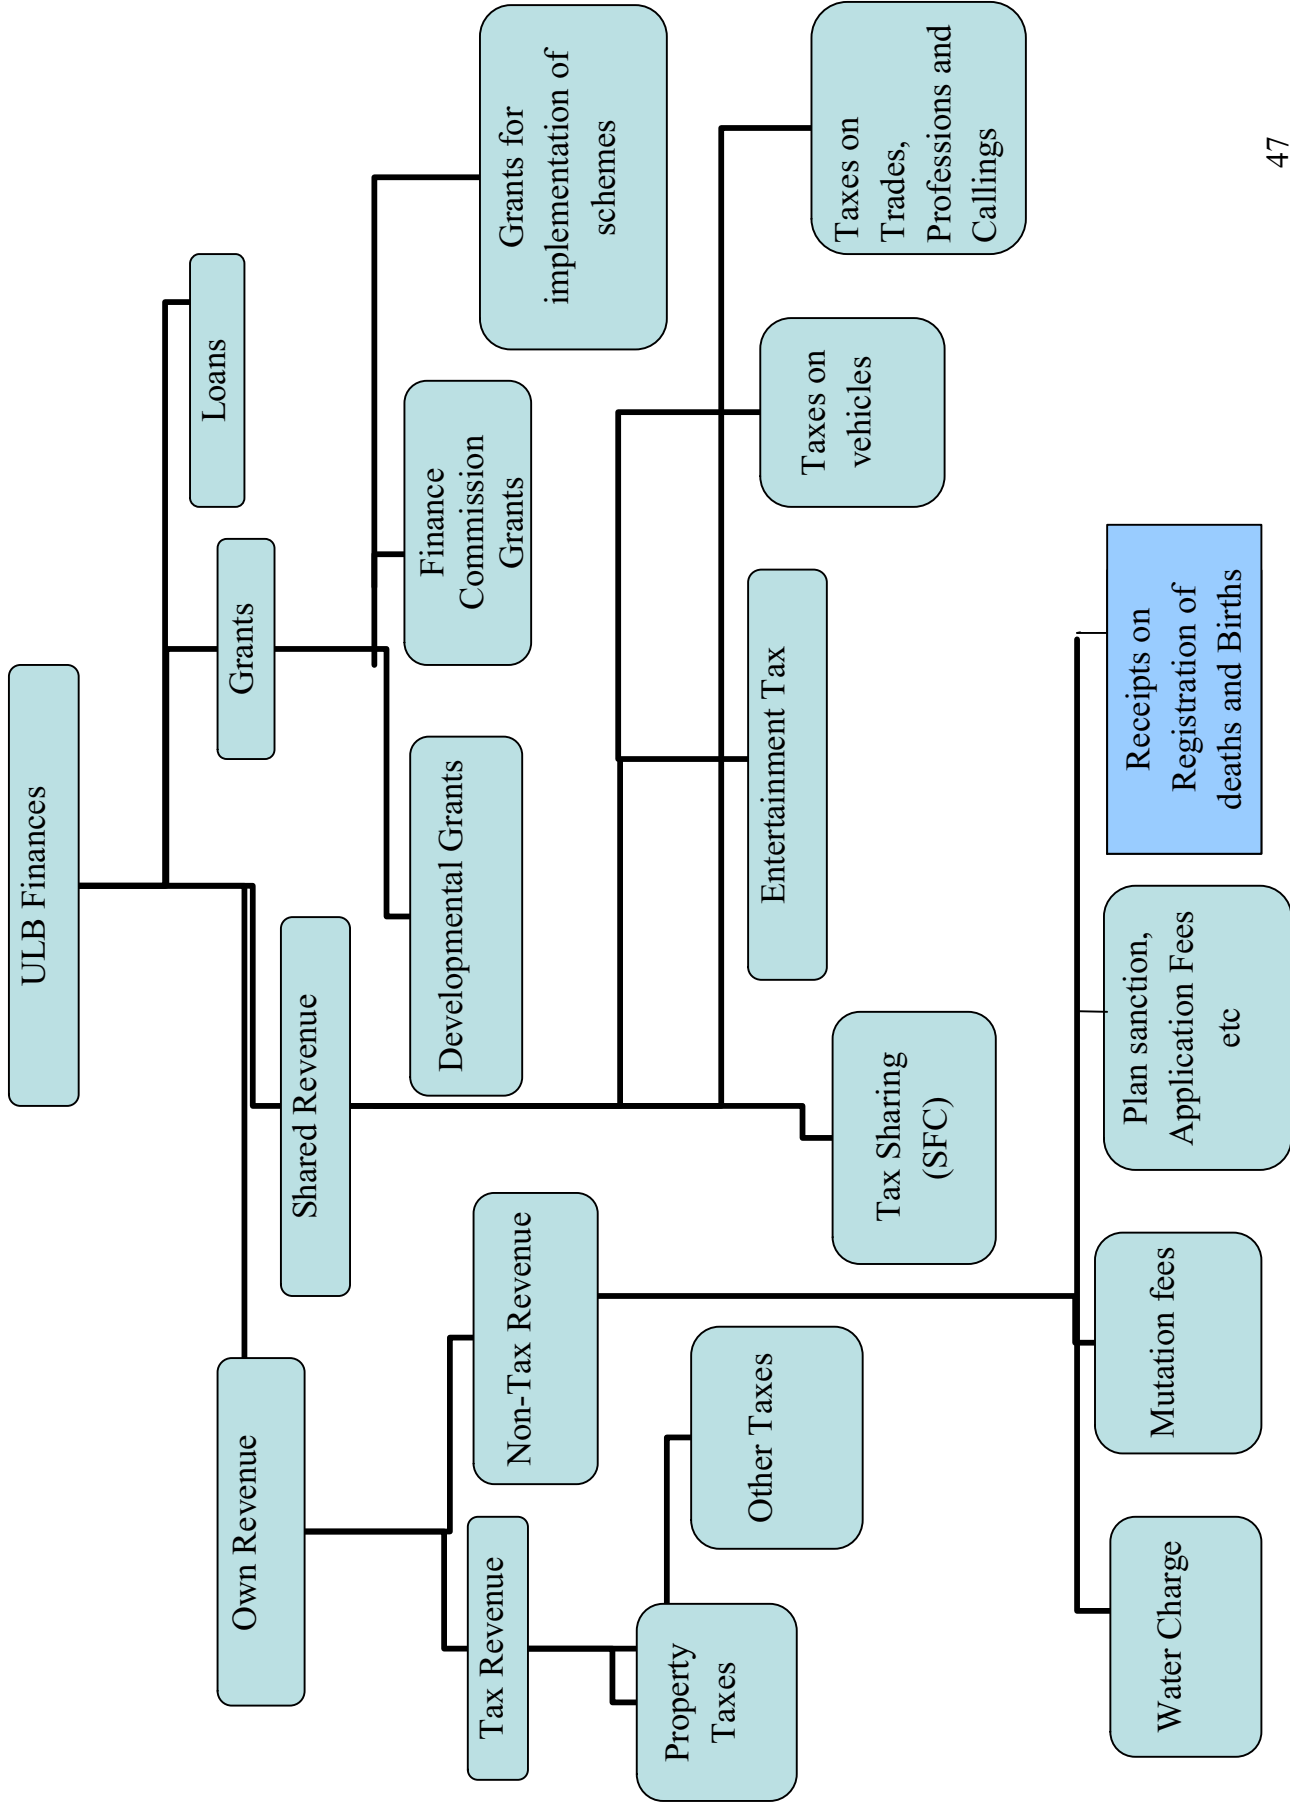 ULB Finances
Own Revenue
Shared Revenue
Grants
Loans
Tax Revenue
Non-Tax Revenue
Developmental Grants
Finance
Commission
Grants
Grants for
implementation of
schemes
Property
Taxes
Other Taxes
Tax Sharing
(SFC)
Entertainment Tax
Taxes on
vehicles
Taxes on
Trades,
Professions and
Callings
Water Charge
Mutation fees
Plan sanction,
Application Fees
etc
Receipts on
Registration of
deaths and Births
47